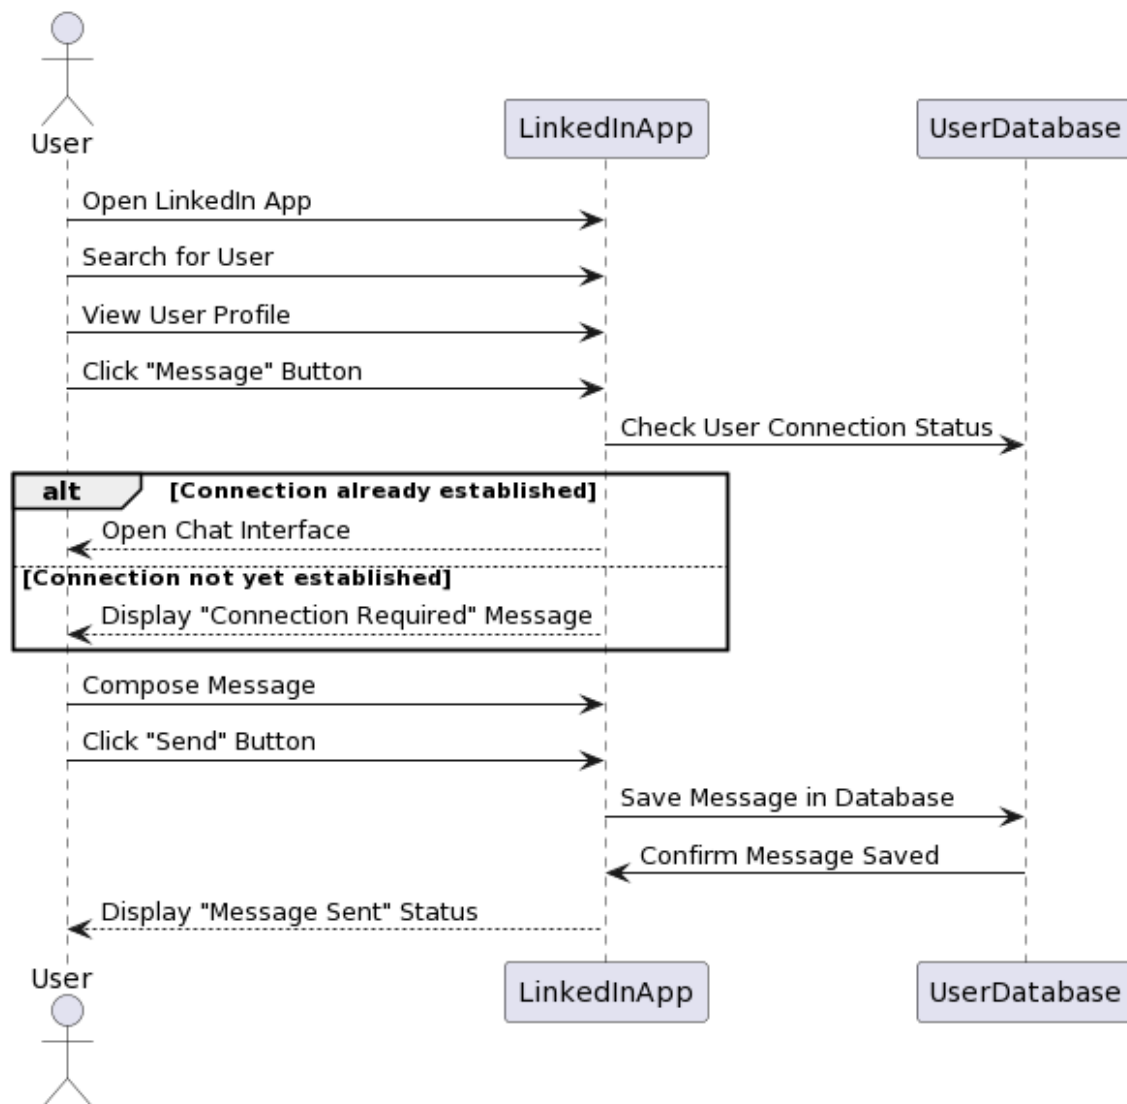 User
LinkedInApp
UserDatabase
Open LinkedIn App
Search for User
View User Profile
Click "Message" Button
Check User Connection Status
alt
[Connection already established]
Open Chat Interface
[Connection not yet established]
Display "Connection Required" Message
Compose Message
Click "Send" Button
Save Message in Database
Confirm Message Saved
Display "Message Sent" Status
User
LinkedInApp
UserDatabase